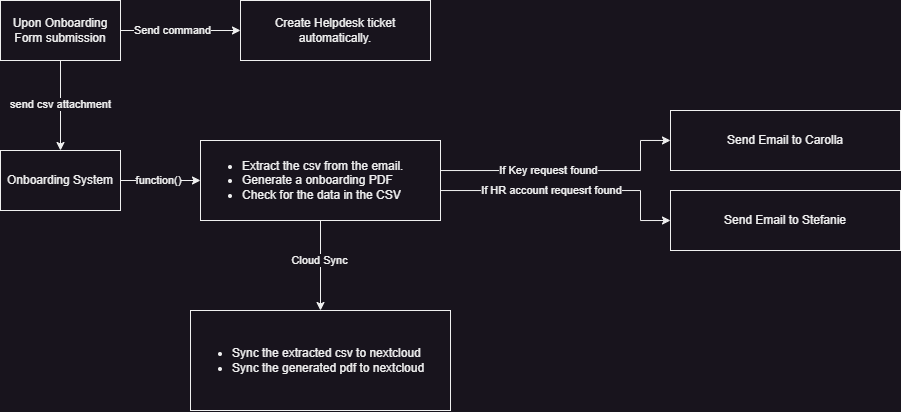 Upon Onboarding
Form submission
Send command
Create Helpdesk ticket
automatically.
send csv attachment
Onboarding System
function()
• Extract the csv from the email.
• Generate a onboarding PDF
• Check for the data in the CSV
If Key request found
Send Email to Carolla
If HR account requesrt found
Send Email to Stefanie
Cloud Sync
• Sync the extracted csv to nextcloud
• Sync the generated pdf to nextcloud